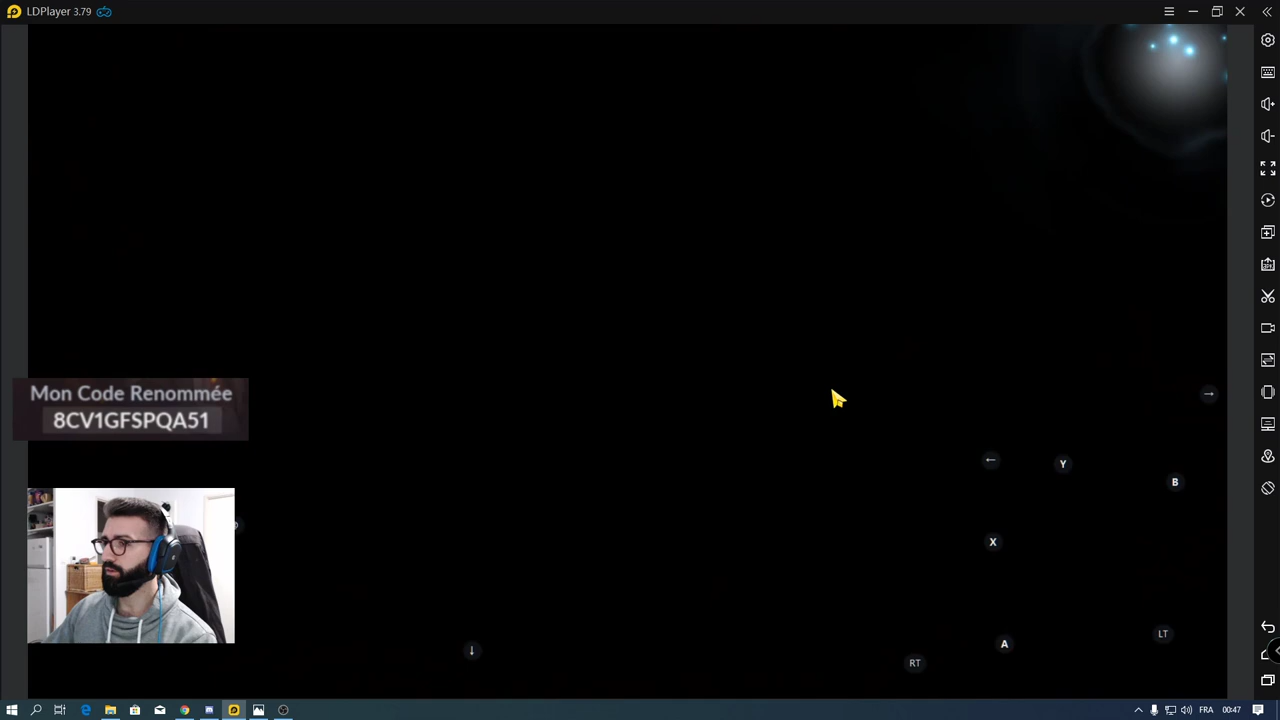 LDPlayer 3.79
Mon Code Renommée
8CV1GFSPQA51
Y
B
X
A
LT
RT
FRA
00:47